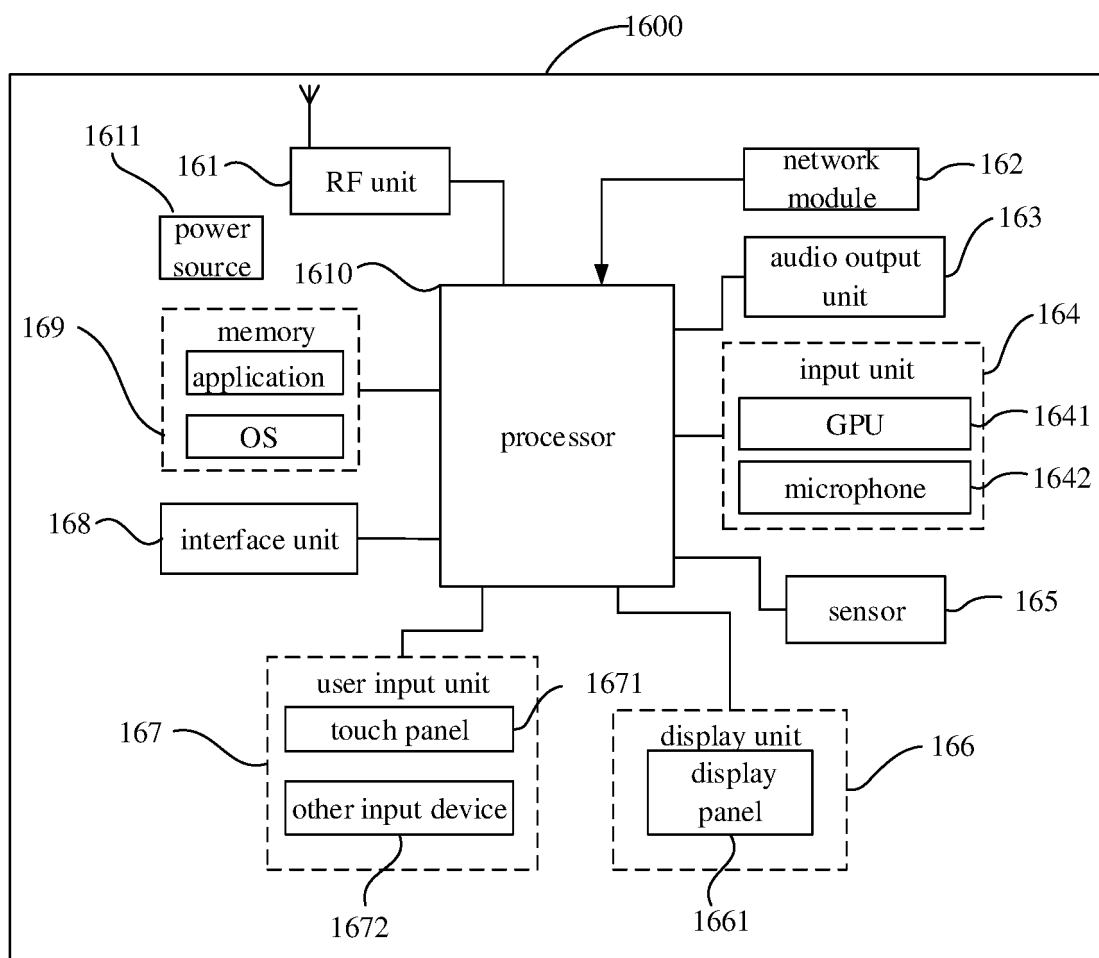 1600
1611
161
RF unit
network
module
162
power
source
163
audio output
unit
1610
169
memory
application
OS
164
input unit
GPU
1641
microphone
1642
processor
168
interface unit
sensor
165
user input unit
1671
167
touch panel
other input device
1672
display unit
166
display
panel
1661